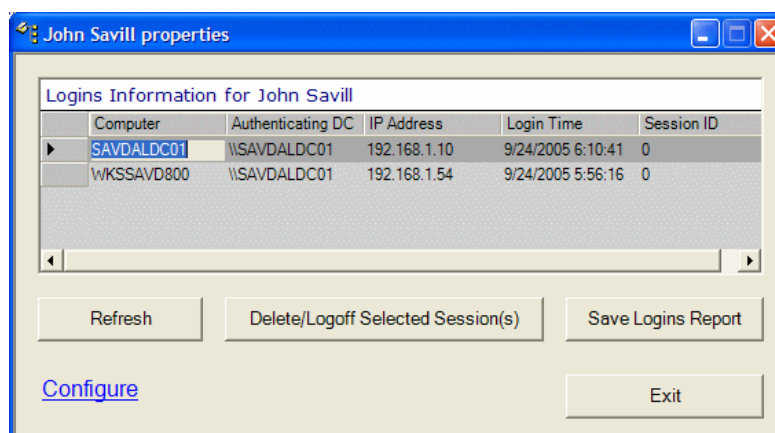 John Savill properties
Logins Information for John Savill
Computer Authenticating DC IP Address Login Time Session ID
SAVDALDC01 \\SAVDALDC01 192.168.1.10 9/24/2005 6:10:41 0
WKSSAVD800 \\SAVDALDC01 192.168.1.54 9/24/2005 5:56:16 0
Refresh Delete/Logoff Selected Session(s) Save Logins Report
Configure Exit